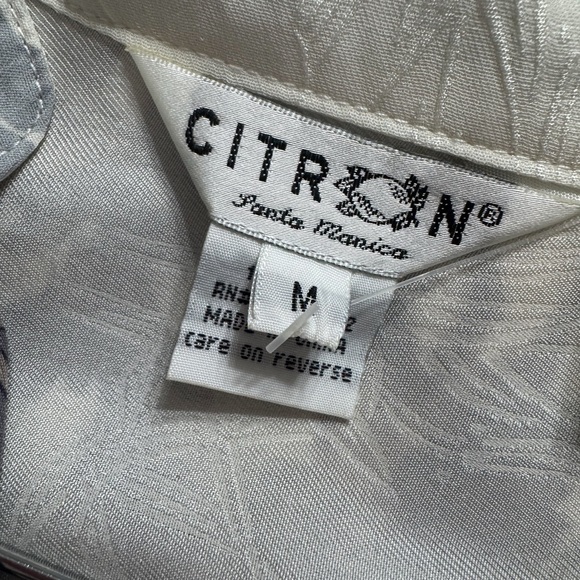 CITRON®
Santa Monica
M
RN#
MADE
care on reverse